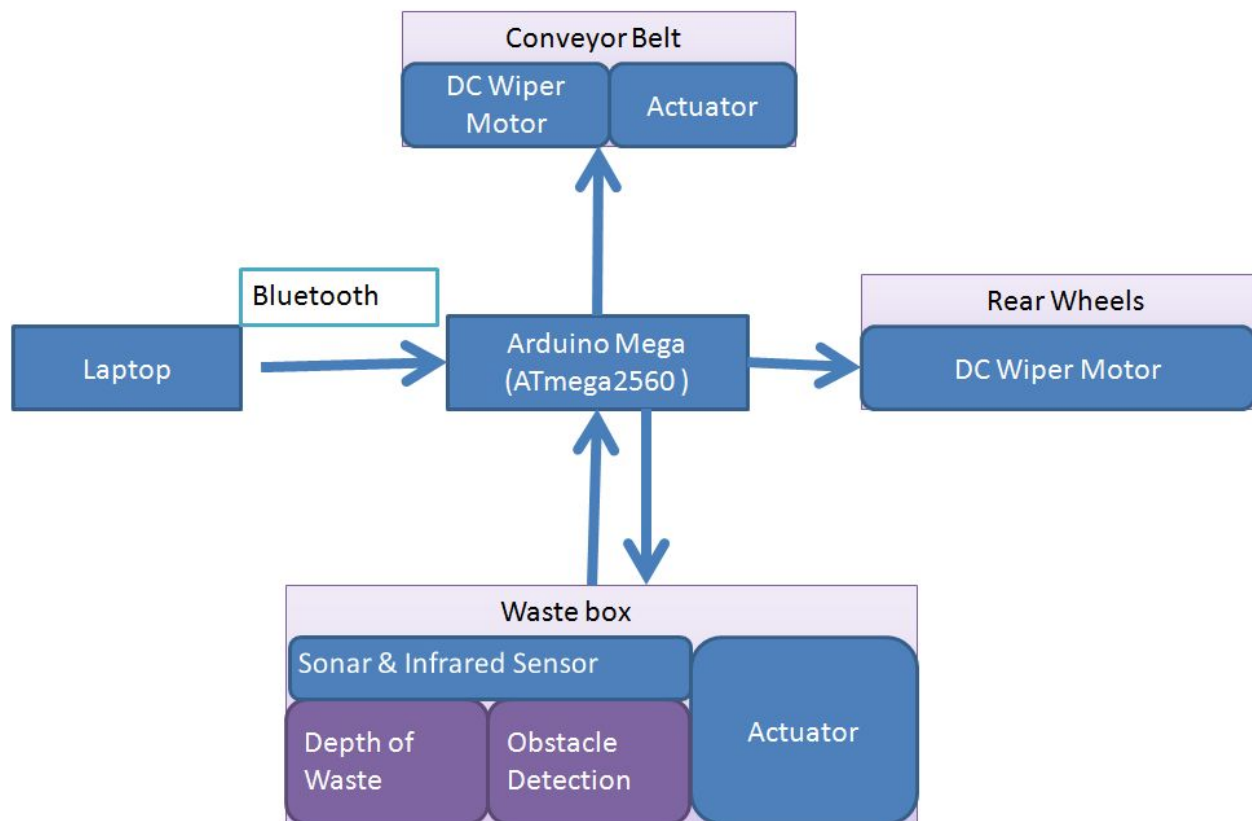 Conveyor Belt
DC Wiper
Motor
Actuator
Bluetooth
Laptop
Arduino Mega
(ATmega2560 )
Rear Wheels
DC Wiper Motor
Waste box
Sonar & Infrared Sensor
Depth of
Waste
Obstacle
Detection
Actuator